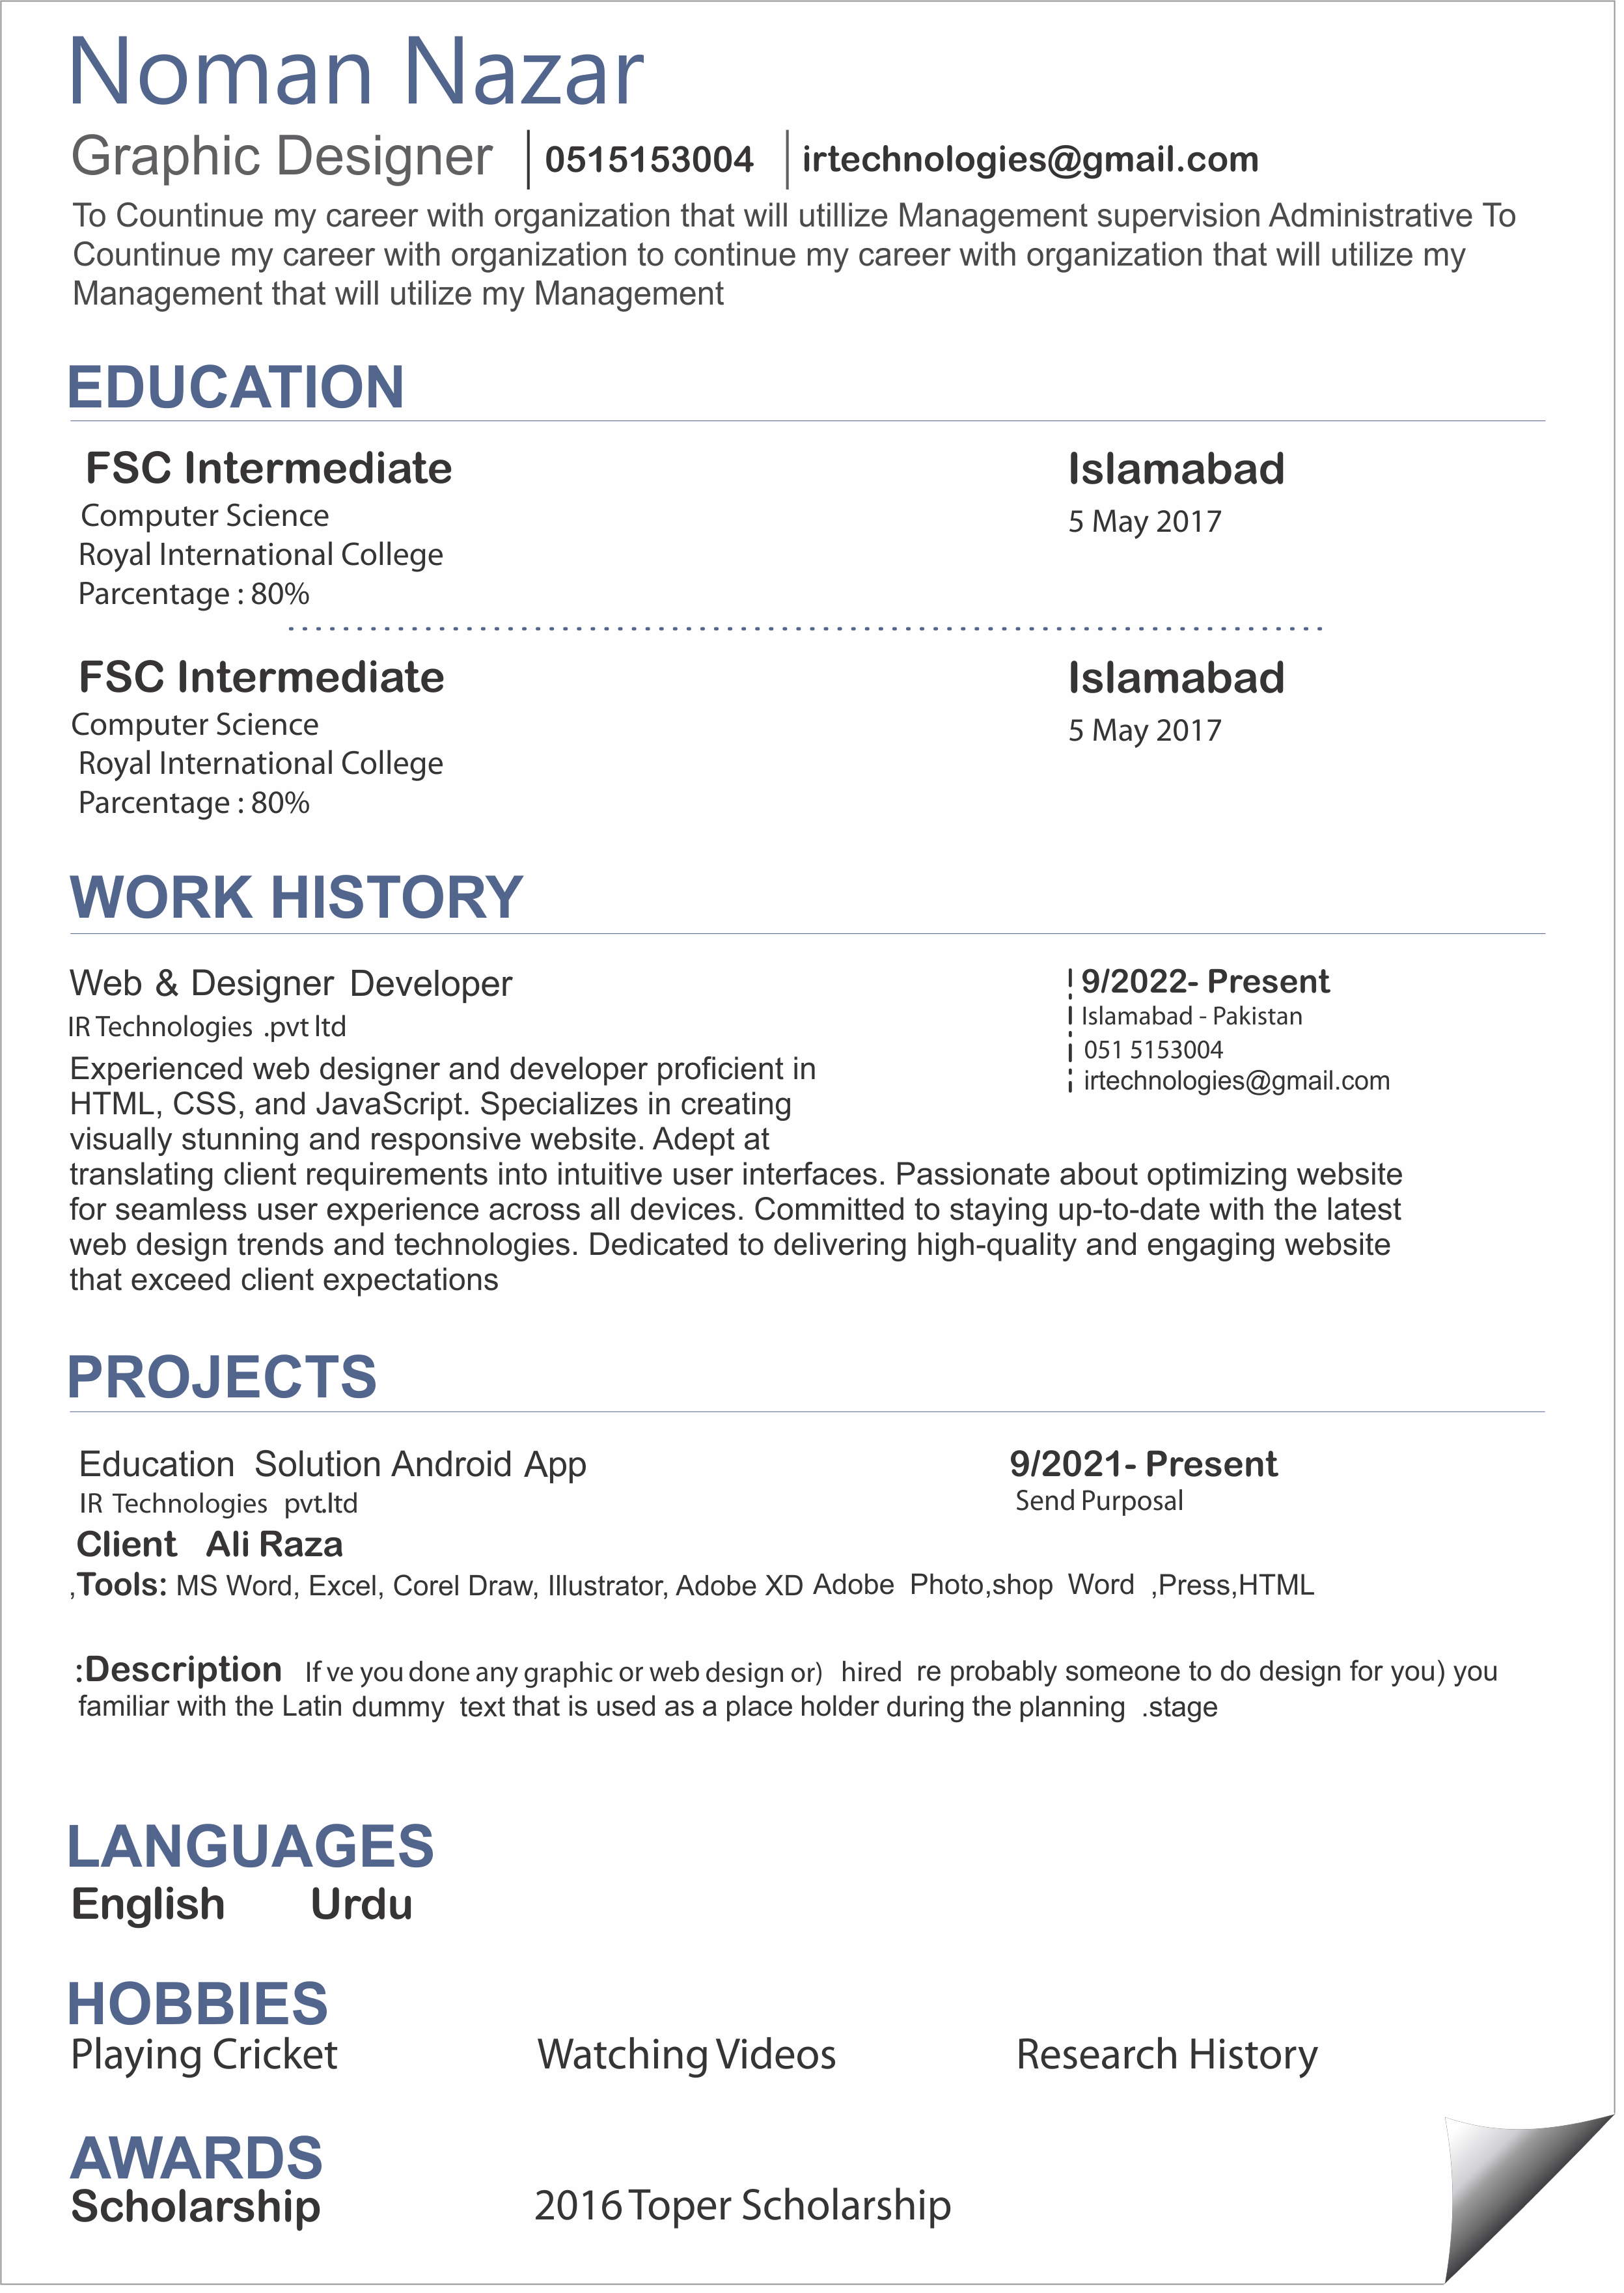 Noman Nazar
Graphic Designer 0515153004 irtechnologies@gmail.com
To Countinue my career with organization that will utillize Management supervision Administrative To
Countinue my career with organization to continue my career with organization that will utilize my
Management that will utilize my Management
EDUCATION
FSC Intermediate Islamabad
Computer Science 5 May 2017
Royal International College
Parcentage : 80%
FSC Intermediate Islamabad
Computer Science 5 May 2017
Royal International College
Parcentage : 80%
WORK HISTORY
Web & Designer Developer 9/2022- Present
IR Technologies .pvt ltd Islamabad - Pakistan
051 5153004
Experienced web designer and developer proficient in irtechnologies@gmail.com
HTML, CSS, and JavaScript. Specializes in creating
visually stunning and responsive website. Adept at
translating client requirements into intuitive user interfaces. Passionate about optimizing website
for seamless user experience across all devices. Committed to staying up-to-date with the latest
web design trends and technologies. Dedicated to delivering high-quality and engaging website
that exceed client expectations
PROJECTS
Education Solution Android App 9/2021- Present
IR Technologies pvt.ltd Send Purposal
Client Ali Raza
,Tools: MS Word, Excel, Corel Draw, Illustrator, Adobe XD Adobe Photo,shop Word ,Press,HTML
:Description If ve you done any graphic or web design or) hired re probably someone to do design for you) you
familiar with the Latin dummy text that is used as a place holder during the planning .stage
LANGUAGES
English Urdu
HOBBIES
Playing Cricket Watching Videos Research History
AWARDS
Scholarship 2016 Toper Scholarship